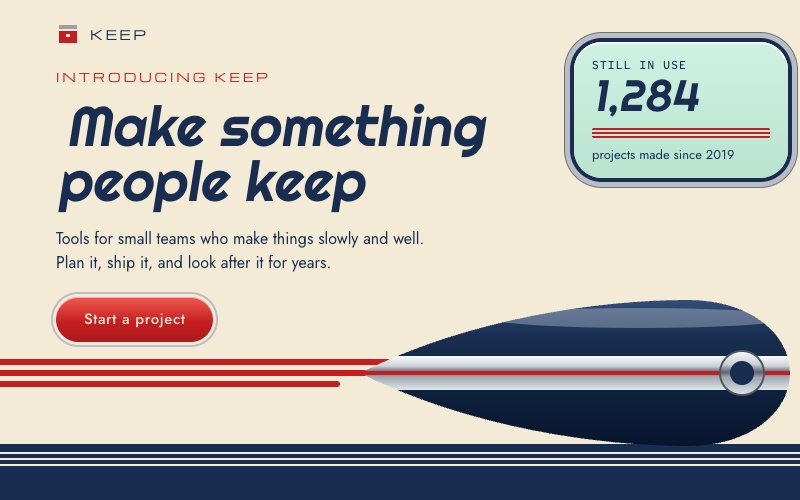 KEEP
INTRODUCING KEEP
Make something
people keep
Tools for small teams who make things slowly and well.
Plan it, ship it, and look after it for years.
Start a project
STILL IN USE
1,284
projects made since 2019